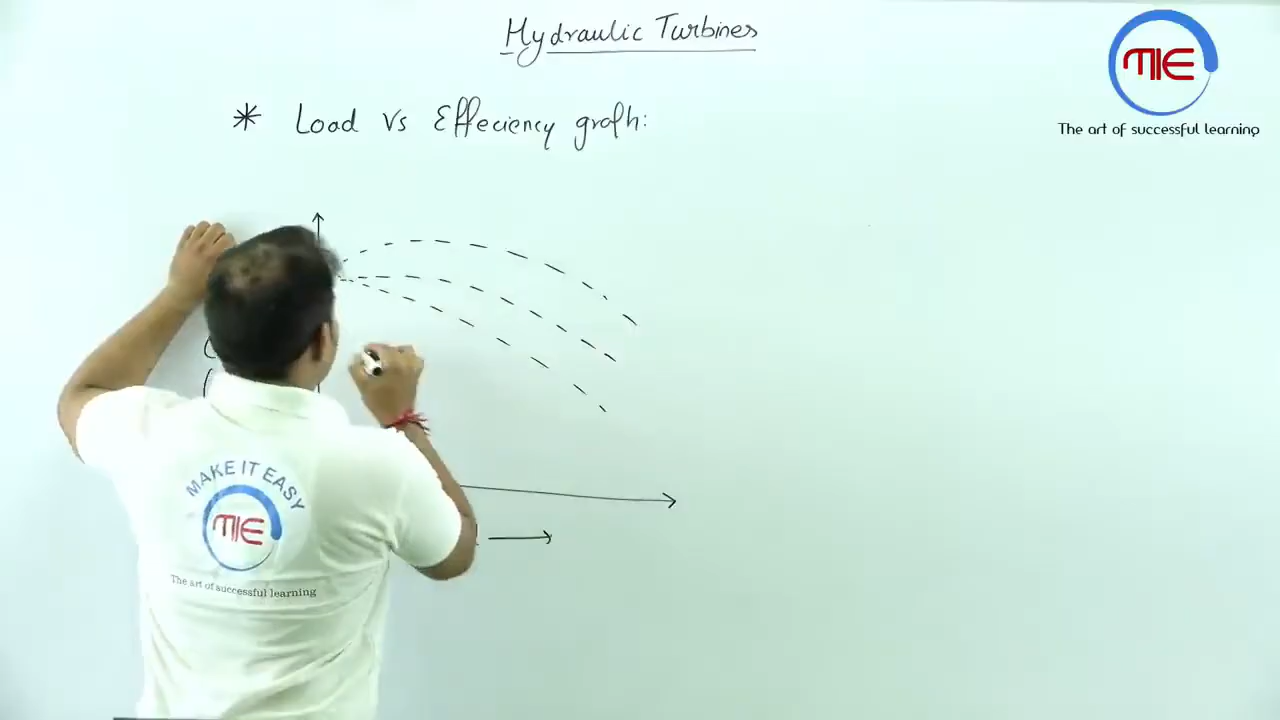 Hydraulic Turbines
MIE
The art of successful learning
* Load Vs Effeciency grafh:
MAKE IT EASY
MIE
The art of successful learning